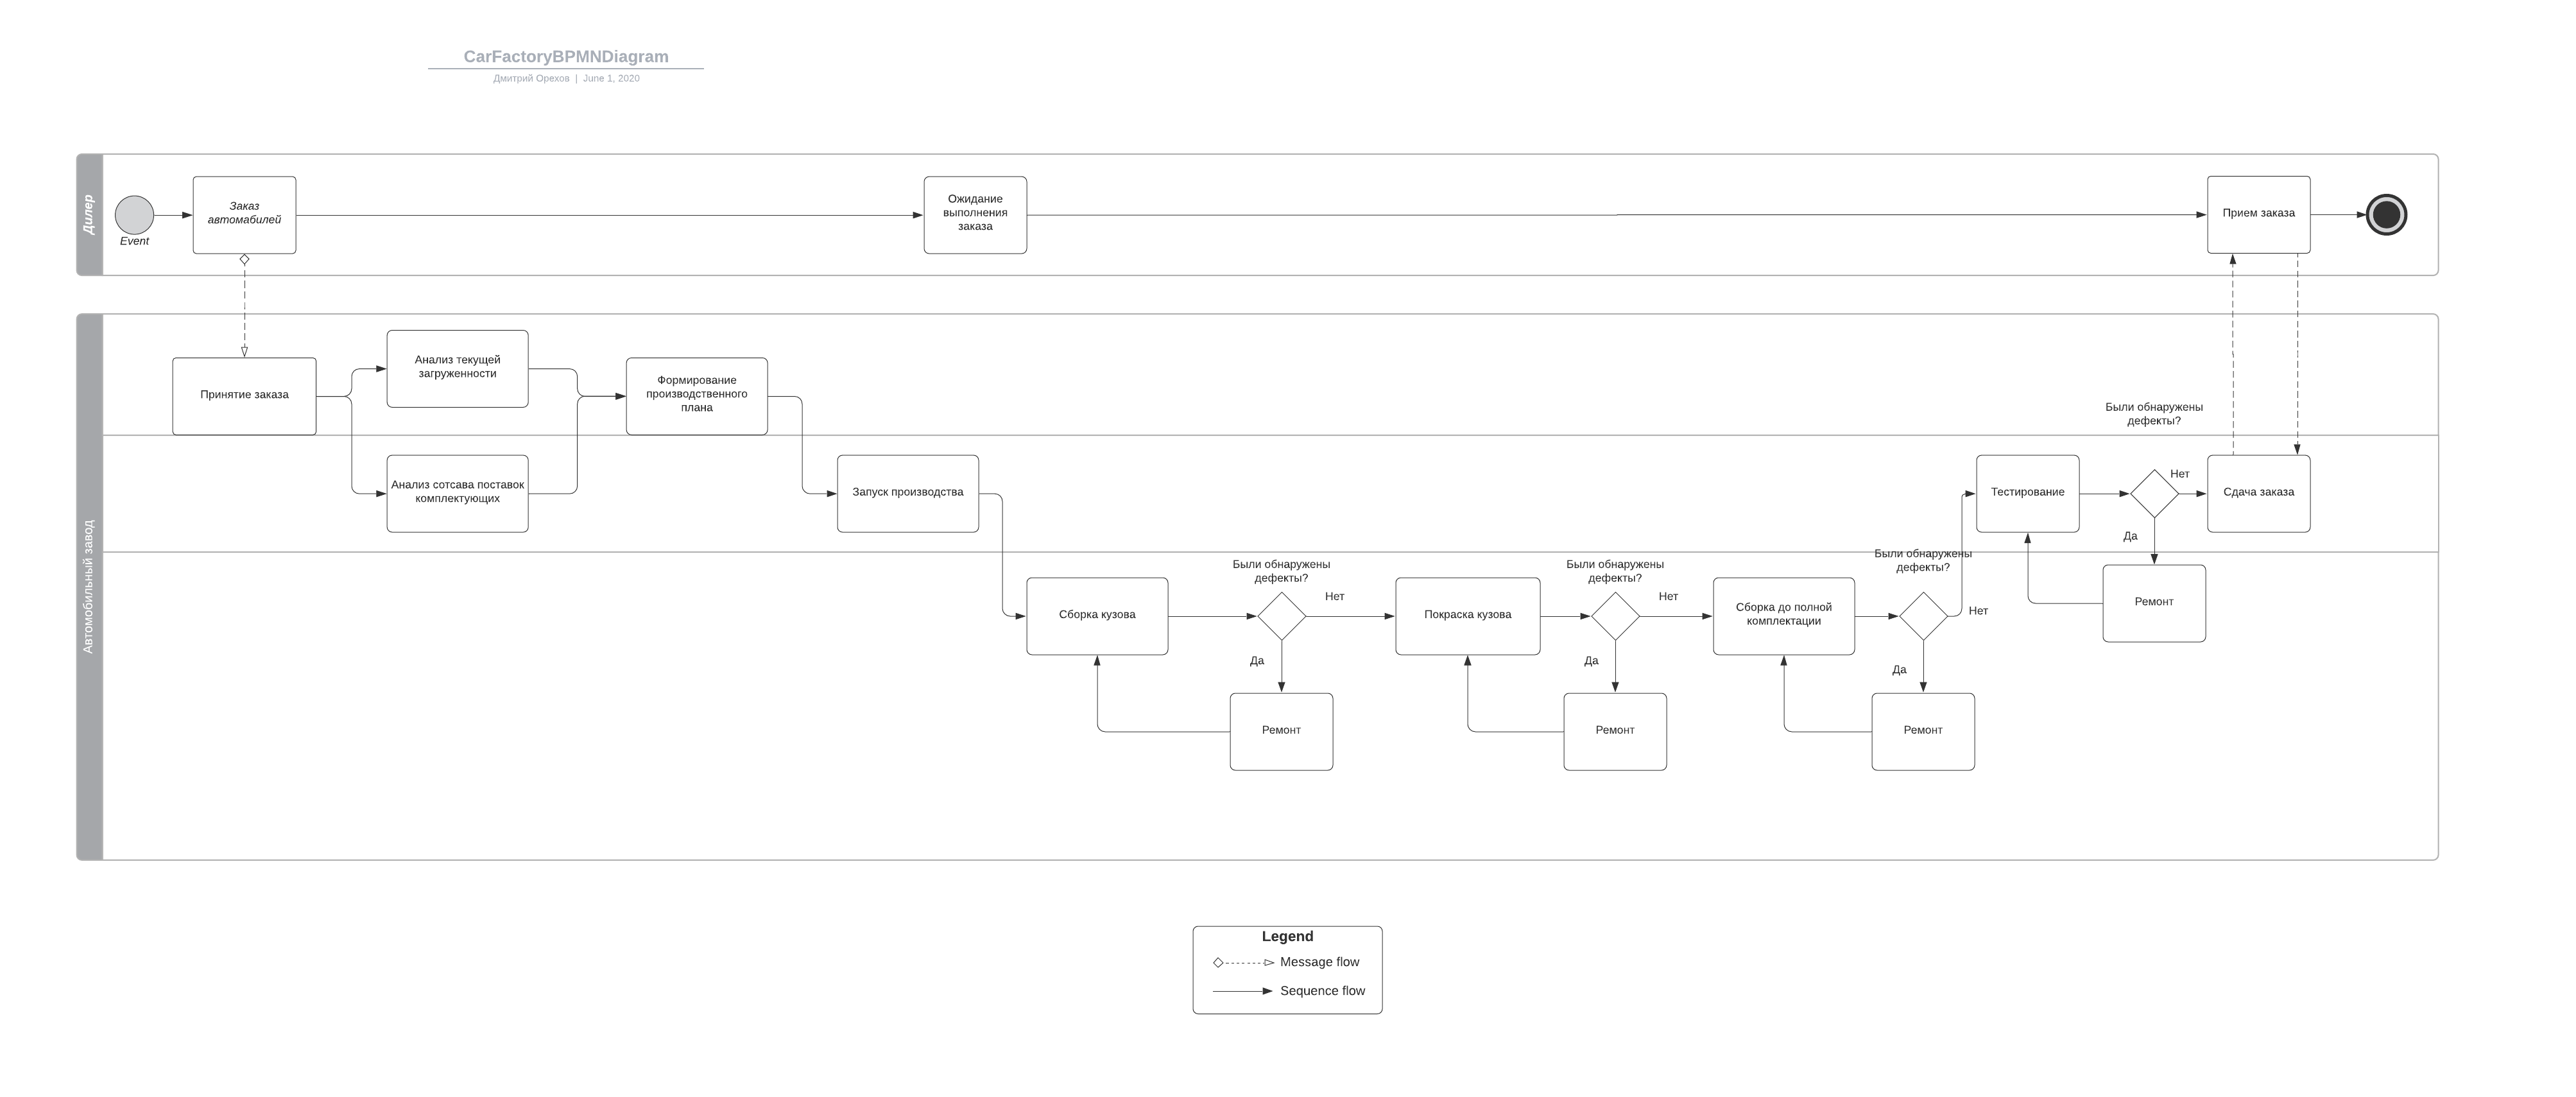 CarFactoryBPMNDiagram
Дмитрий Орехов | June 1, 2020
Дилер
Event
Заказ
автомабилей
Ожидание
выполнения
заказа
Прием заказа
Автомобильный завод
Принятие заказа
Анализ текущей
загруженности
Формирование
производственного
плана
Были обнаружены
дефекты?
Анализ сотсава поставок
комплектующих
Запуск производства
Тестирование
Нет
Сдача заказа
Да
Ремонт
Сборка кузова
Были обнаружены
дефекты?
Нет
Да
Ремонт
Покраска кузова
Были обнаружены
дефекты?
Нет
Да
Ремонт
Сборка до полной
комплектации
Были обнаружены
дефекты?
Нет
Да
Ремонт
Legend
Message flow
Sequence flow